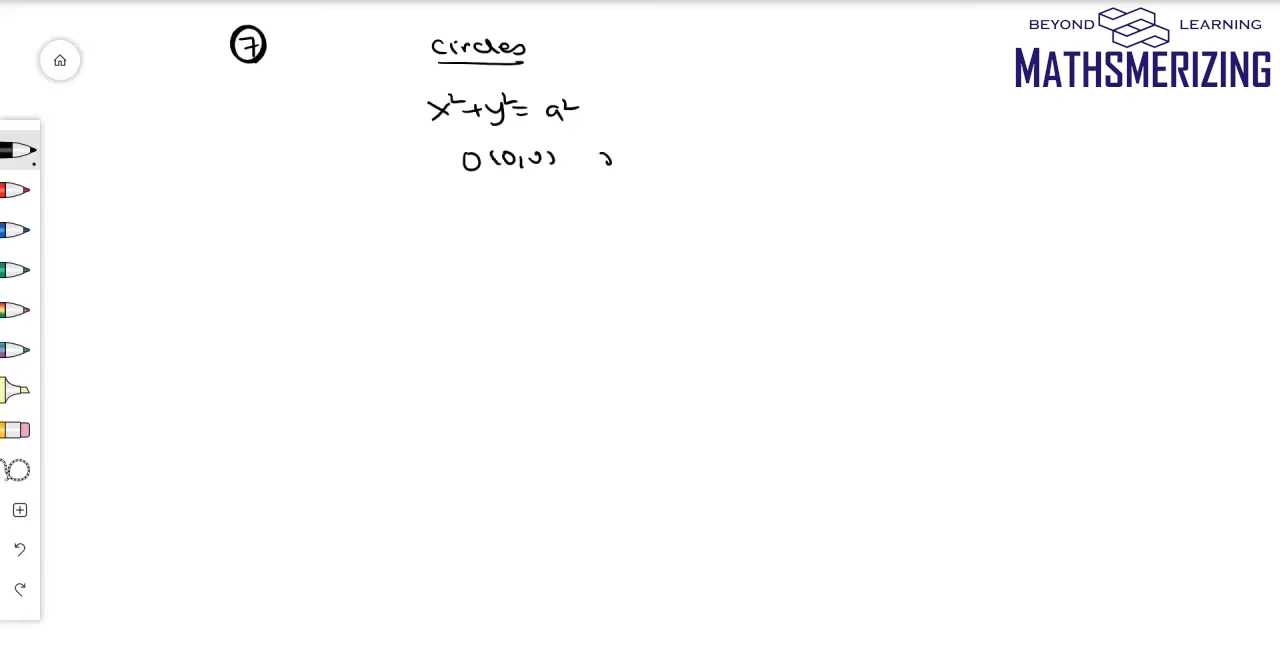 7 Circles
x²+y²= a²
O(0,0)
BEYOND LEARNING
MATHSMERIZING